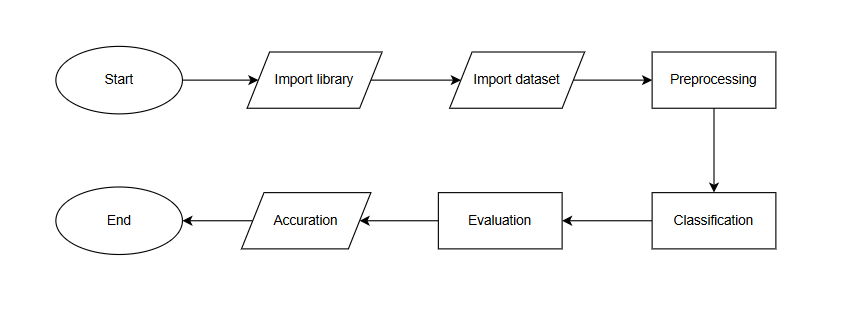 Start
Import library
Import dataset
Preprocessing
Classification
Evaluation
Accuration
End